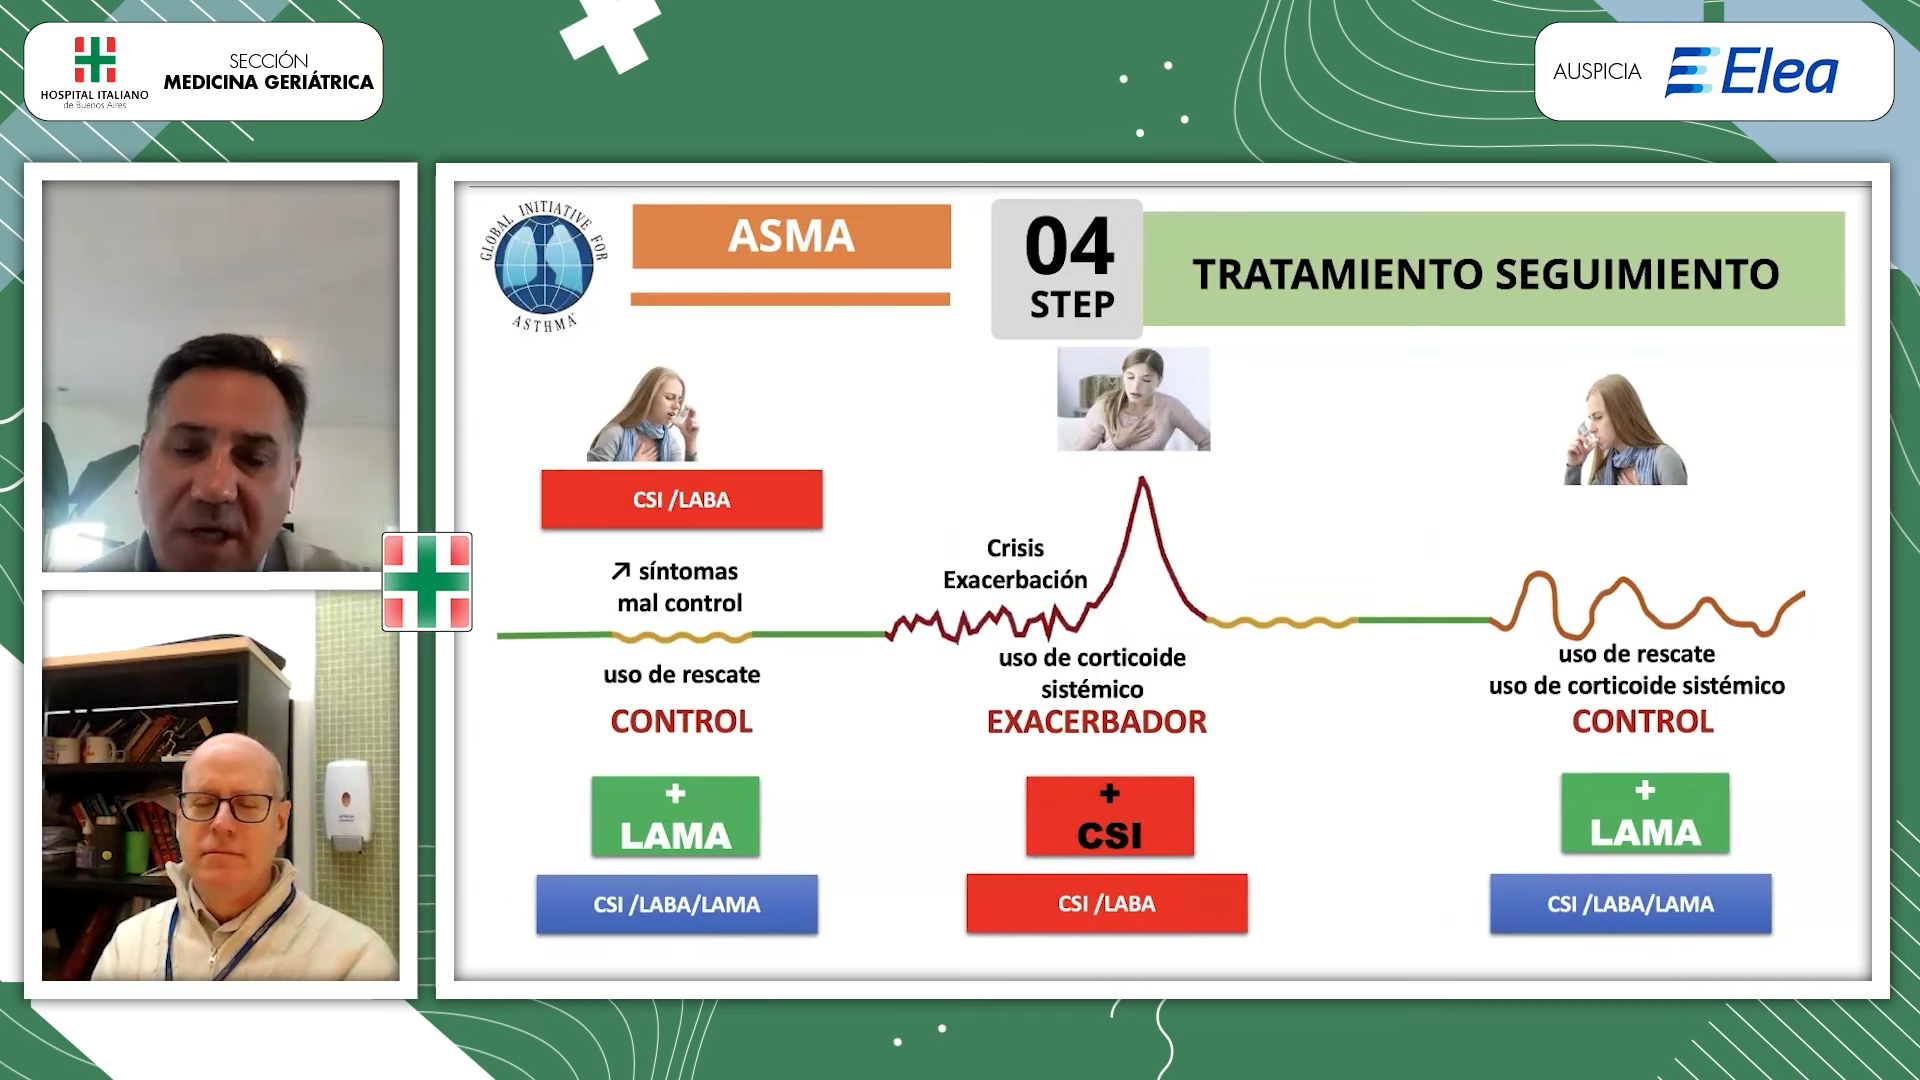 HOSPITAL ITALIANO
de Buenos Aires
SECCIÓN
MEDICINA GERIÁTRICA
AUSPICIA
Elea
GLOBAL INITIATIVE FOR
ASTHMA
ASMA
04
STEP
TRATAMIENTO SEGUIMIENTO
CSI /LABA
↗ síntomas
mal control
uso de rescate
CONTROL
+
LAMA
CSI /LABA/LAMA
Crisis
Exacerbación
uso de corticoide
sistémico
EXACERBADOR
+
CSI
CSI /LABA
uso de rescate
uso de corticoide sistémico
CONTROL
+
LAMA
CSI /LABA/LAMA